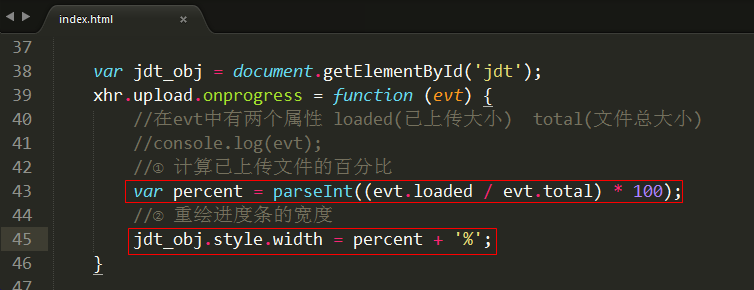 index.html ×
37
38 var jdt_obj = document.getElementById('jdt');
39 xhr.upload.onprogress = function (evt) {
40 //在evt中有两个属性 loaded(已上传大小) total(文件总大小)
41 //console.log(evt);
42 //① 计算已上传文件的百分比
43 var percent = parseInt((evt.loaded / evt.total) * 100);
44 //② 重绘进度条的宽度
45 jdt_obj.style.width = percent + '%';
46 }
47